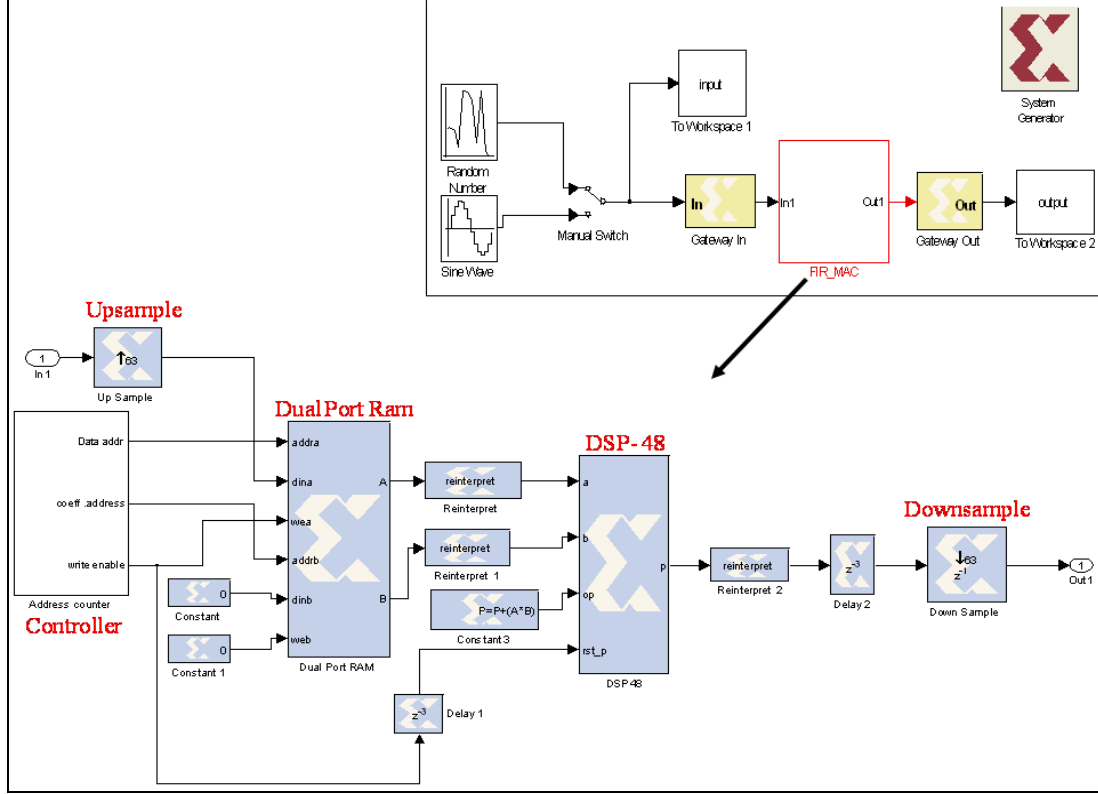 input
To Workspace 1
System
Generator
Random
Number
Manual Switch
Sine Wave
In
Gateway In
In1
Out1
FIR_MAC
Out
Gateway Out
output
To Workspace 2
Upsample
1
In 1
↑63
Up Sample
Data addr
coeff .address
write enable
Address counter
Controller
0
Constant
0
Constant 1
Dual Port Ram
addra
dina
wea
addrb
dinb
web
A
B
Dual Port RAM
reinterpret
Reinterpret
reinterpret
Reinterpret 1
P=P+(A*B)
Constant 3
z-3
Delay 1
DSP-48
a
b
op
rst_p
p
DSP48
reinterpret
Reinterpret 2
z-3
Delay 2
Downsample
↓63
z-1
Down Sample
1
Out1